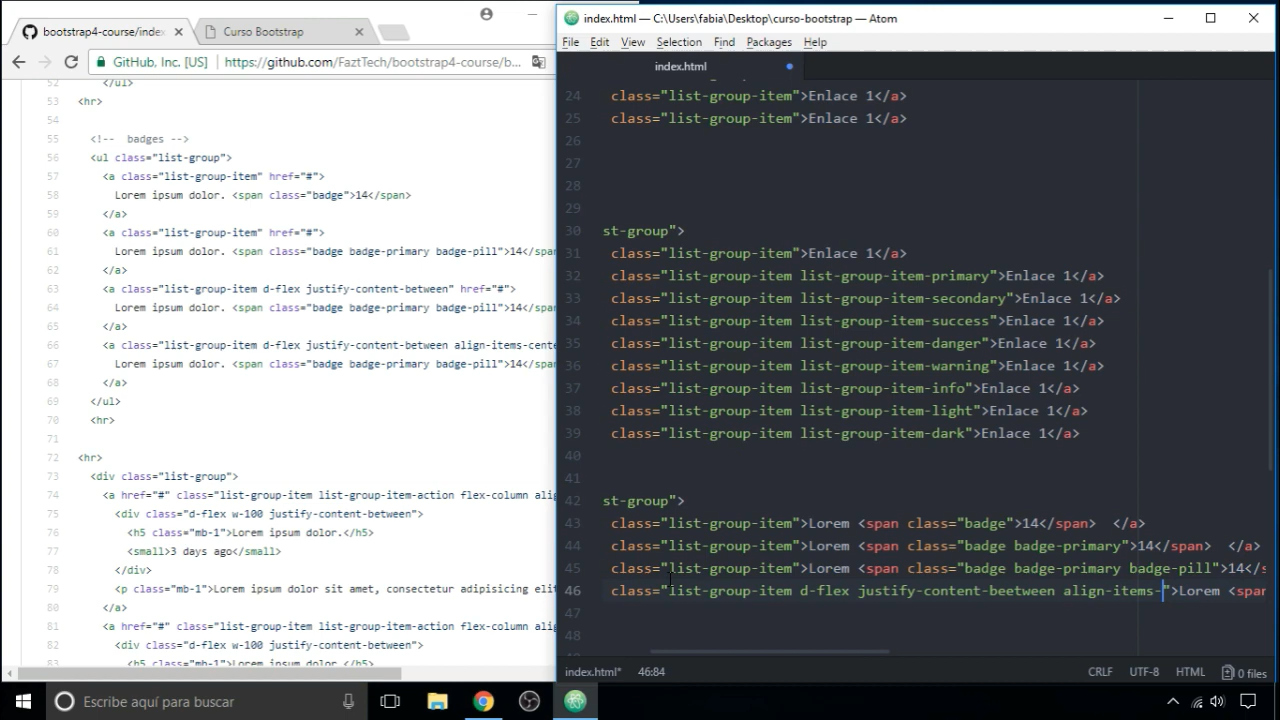 bootstrap4-course/index
Curso Bootstrap
GitHub, Inc. [US]
https://github.com/FaztTech/bootstrap4-course/b...
52 </ul>
53 <hr>
54
55 <!-- badges -->
56 <ul class="list-group">
57 <a class="list-group-item" href="#">
58 Lorem ipsum dolor. <span class="badge">14</span>
59 </a>
60 <a class="list-group-item" href="#">
61 Lorem ipsum dolor. <span class="badge badge-primary badge-pill">14</span
62 </a>
63 <a class="list-group-item d-flex justify-content-between" href="#">
64 Lorem ipsum dolor. <span class="badge badge-primary badge-pill">14</span
65 </a>
66 <a class="list-group-item d-flex justify-content-between align-items-cente
67 Lorem ipsum dolor. <span class="badge badge-primary badge-pill">14</span
68 </a>
69 </ul>
70 <hr>
71
72 <hr>
73 <div class="list-group">
74 <a href="#" class="list-group-item list-group-item-action flex-column alig
75 <div class="d-flex w-100 justify-content-between">
76 <h5 class="mb-1">Lorem ipsum dolor.</h5>
77 <small>3 days ago</small>
78 </div>
79 <p class="mb-1">Lorem ipsum dolor sit amet, consectetur adipisicing elit
80 </a>
81 <a href="#" class="list-group-item list-group-item-action flex-column alig
82 <div class="d-flex w-100 justify-content-between">
83 <h5 class="mb-1">Lorem ipsum dolor.</h5>
index.html — C:\Users\fabia\Desktop\curso-bootstrap — Atom
File Edit View Selection Find Packages Help
index.html
24 class="list-group-item">Enlace 1</a>
25 class="list-group-item">Enlace 1</a>
26
27
28
29
30 st-group">
31 class="list-group-item">Enlace 1</a>
32 class="list-group-item list-group-item-primary">Enlace 1</a>
33 class="list-group-item list-group-item-secondary">Enlace 1</a>
34 class="list-group-item list-group-item-success">Enlace 1</a>
35 class="list-group-item list-group-item-danger">Enlace 1</a>
36 class="list-group-item list-group-item-warning">Enlace 1</a>
37 class="list-group-item list-group-item-info">Enlace 1</a>
38 class="list-group-item list-group-item-light">Enlace 1</a>
39 class="list-group-item list-group-item-dark">Enlace 1</a>
40
41
42 st-group">
43 class="list-group-item">Lorem <span class="badge">14</span> </a>
44 class="list-group-item">Lorem <span class="badge badge-primary">14</span> </a>
45 class="list-group-item">Lorem <span class="badge badge-primary badge-pill">14</s
46 class="list-group-item d-flex justify-content-beetween align-items-">Lorem <span
47
48
index.html* 46:84 CRLF UTF-8 HTML 0 files
Escribe aquí para buscar